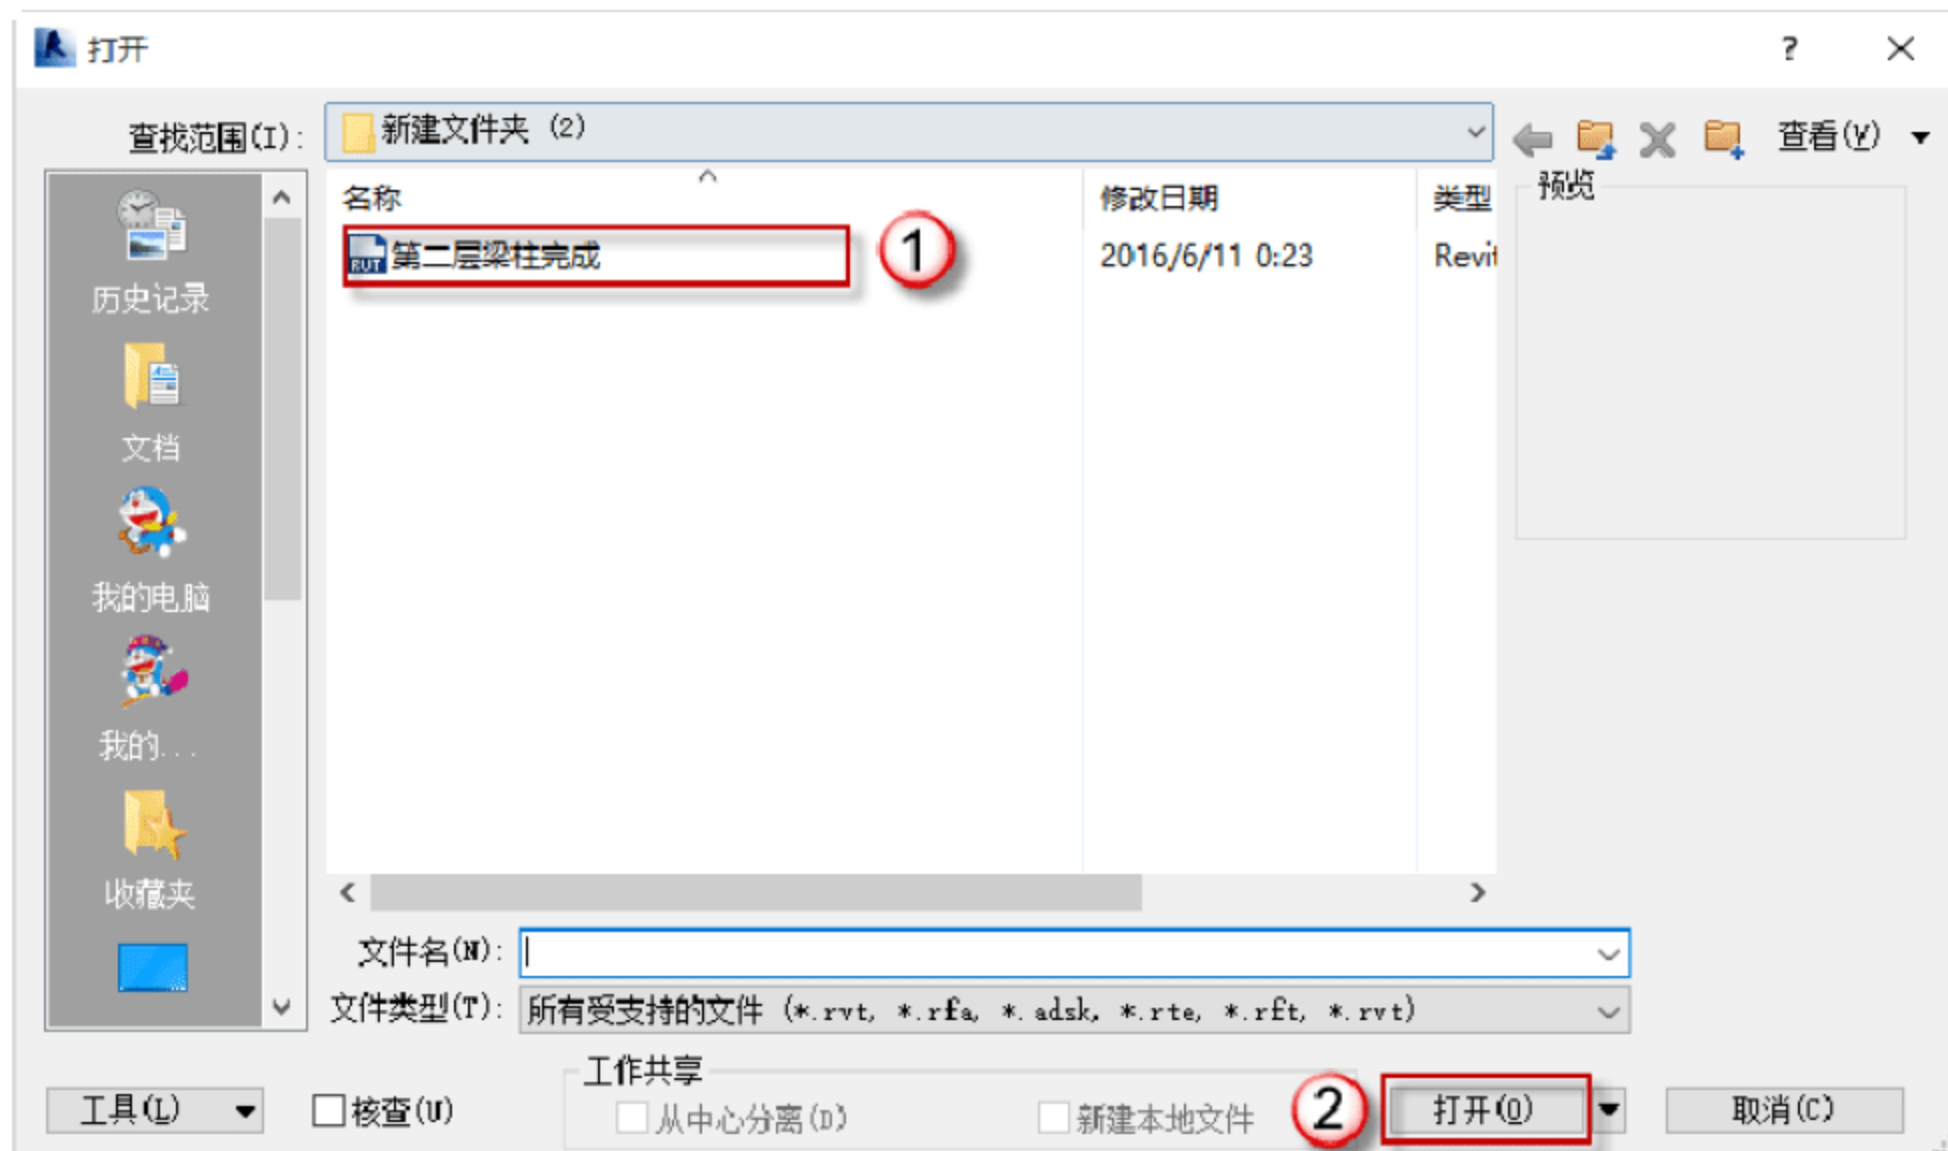 打开
?
查找范围(I):
新建文件夹 (2)
查看(V)
名称
修改日期
类型
预览
第二层梁柱完成
①
2016/6/11 0:23
Revit
历史记录
文档
我的电脑
我的...
收藏夹
文件名(N):
文件类型(T):
所有受支持的文件 (*.rvt, *.rfa, *.adsk, *.rte, *.rft, *.rvt)
工具(L)
核查(U)
工作共享
从中心分离(D)
新建本地文件
②
打开(O)
取消(C)